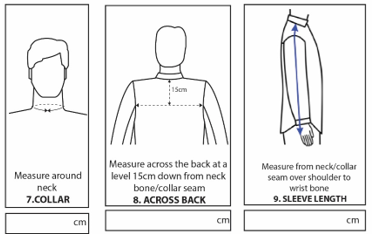 Measure around
neck
7.COLLAR
cm
15cm
Measure across the back at a
level 15cm down from neck
bone/collar seam
8. ACROSS BACK
cm
Measure from neck/collar
seam over shoulder to
wrist bone
9. SLEEVE LENGTH
cm